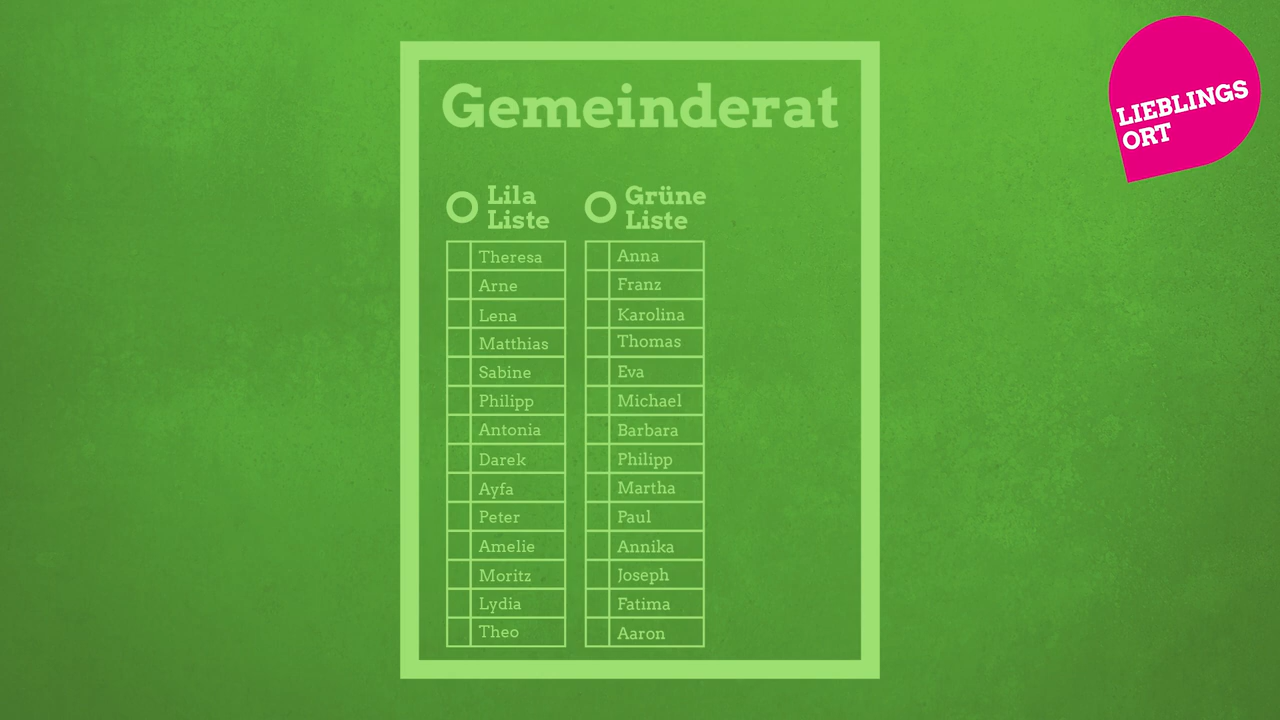 Gemeinderat
LIEBLINGS
ORT
Lila
Liste
Theresa
Arne
Lena
Matthias
Sabine
Philipp
Antonia
Darek
Ayfa
Peter
Amelie
Moritz
Lydia
Theo
Grüne
Liste
Anna
Franz
Karolina
Thomas
Eva
Michael
Barbara
Philipp
Martha
Paul
Annika
Joseph
Fatima
Aaron